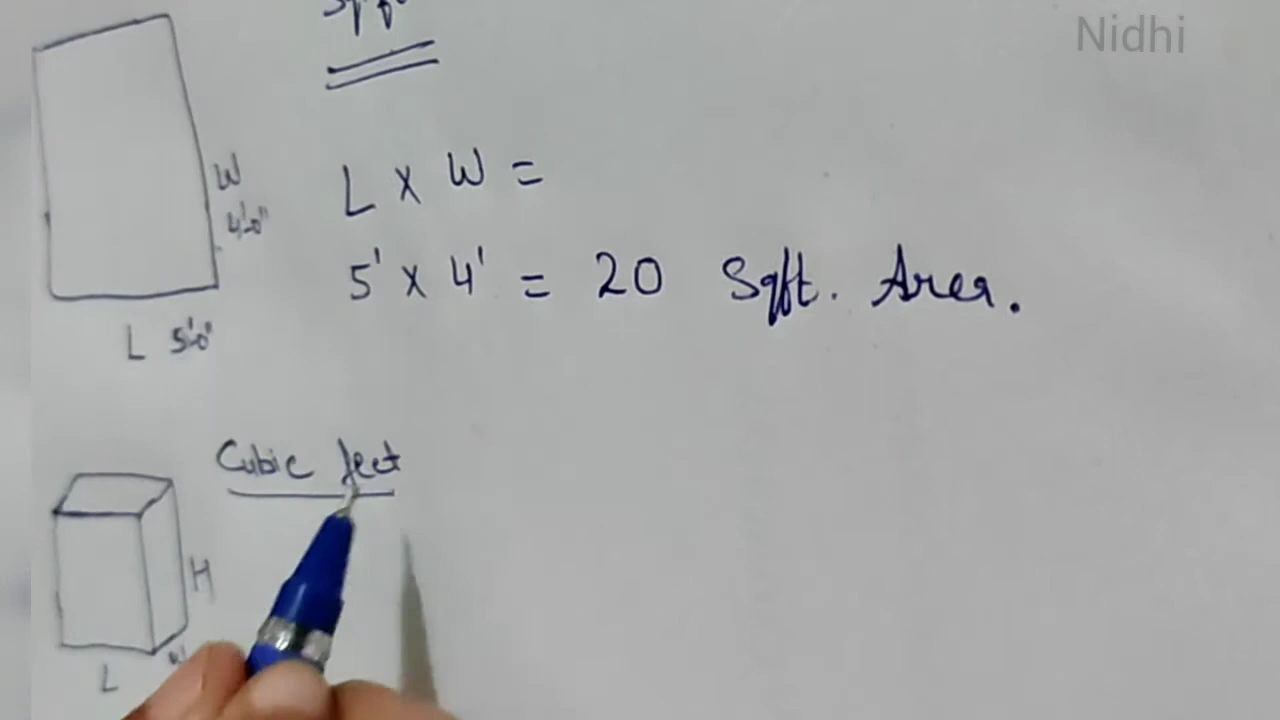 Nidhi
L x W =
W
4'-0"
5' x 4' = 20 Sqft. Area.
L 5'-0"
Cubic feet
H
L
W